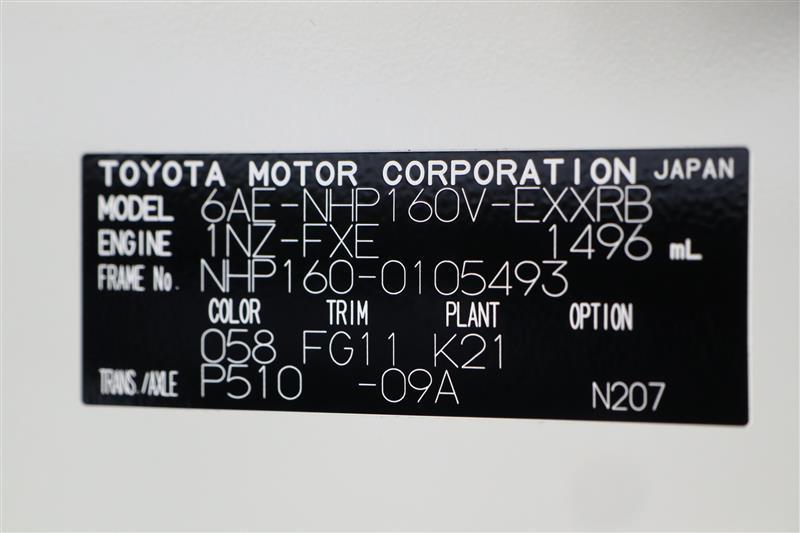 TOYOTA MOTOR CORPORATION JAPAN
MODEL 6AE-NHP160V-EXXRB
ENGINE 1NZ-FXE 1496 mL
FRAME No. NHP160-0105493
COLOR TRIM PLANT OPTION
058 FG11 K21
TRANS./AXLE P510 -09A N207